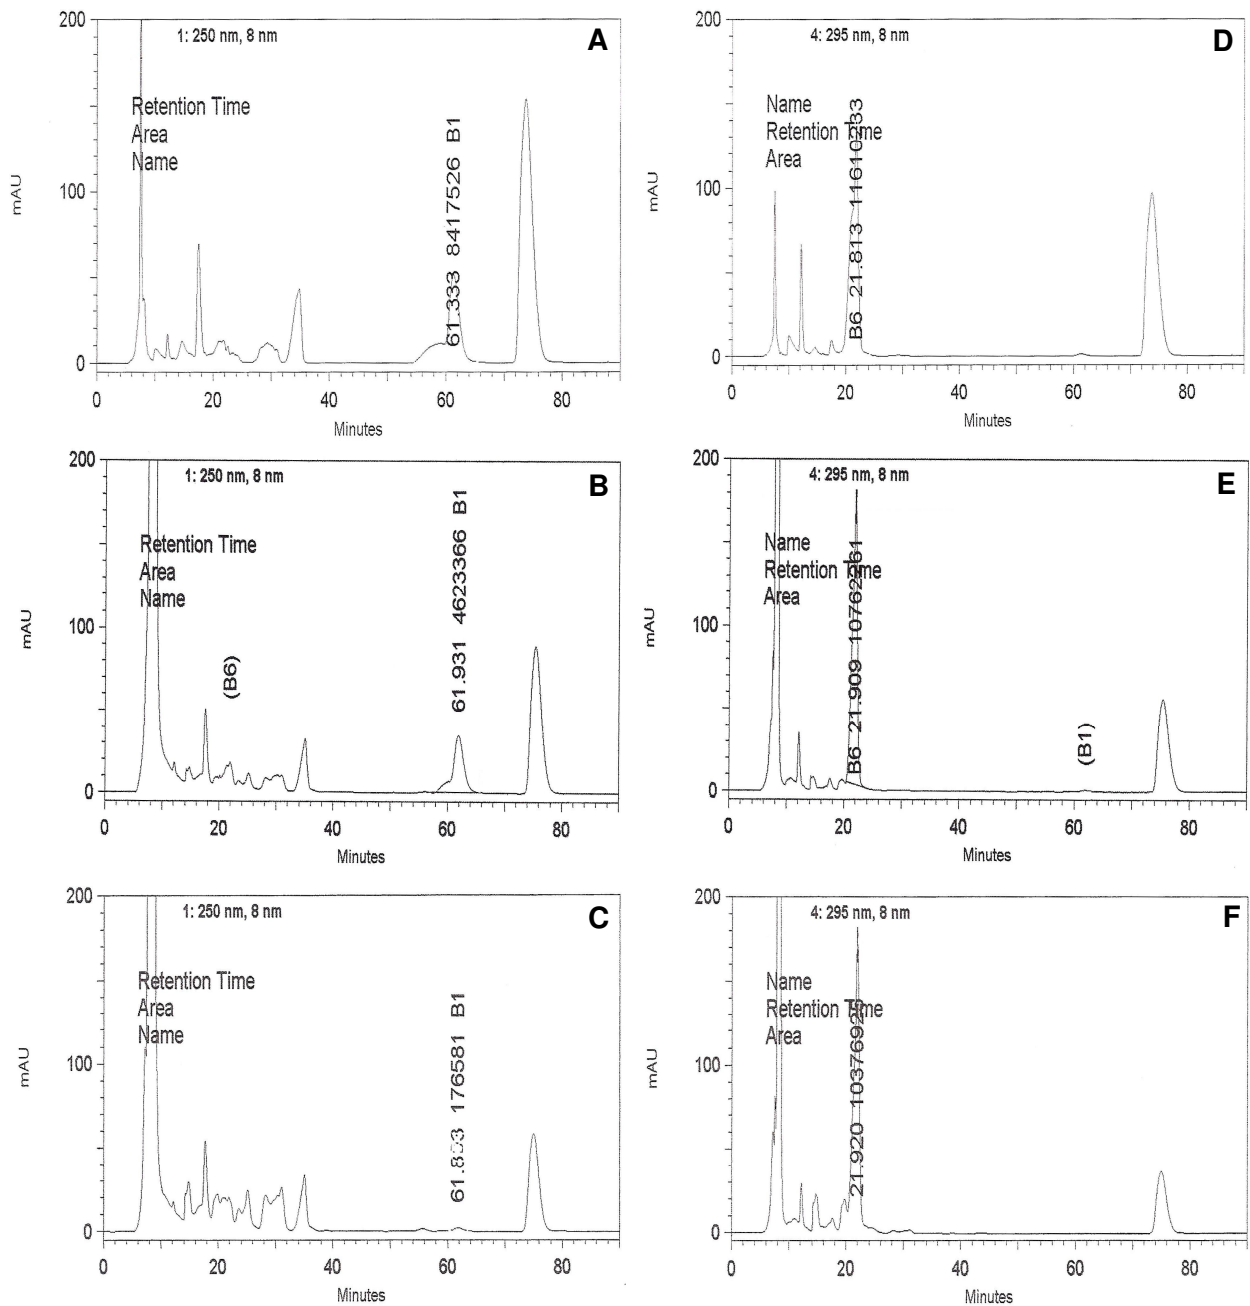 A
1: 250 nm, 8 nm
Retention Time
Area
Name
61.333 8417526 B1
mAU
200
100
0
0 20 40 60 80
Minutes
B
1: 250 nm, 8 nm
Retention Time
Area
Name
(B6)
61.931 4623366 B1
mAU
200
100
0
0 20 40 60 80
Minutes
C
1: 250 nm, 8 nm
Retention Time
Area
Name
176581 B1
mAU
200
100
0
0 20 40 60 80
Minutes
D
4: 295 nm, 8 nm
Name
Retention Time
Area
B6 21.813
mAU
200
100
0
0 20 40 60 80
Minutes
E
4: 295 nm, 8 nm
Name
Retention Time
Area
B6 21.909
(B1)
mAU
200
100
0
0 20 40 60 80
Minutes
F
4: 295 nm, 8 nm
Name
Retention Time
Area
21.920
mAU
200
100
0
0 20 40 60 80
Minutes